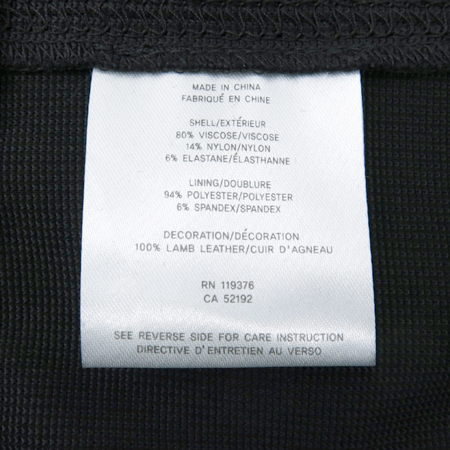 MADE IN CHINA
FABRIQUÉ EN CHINE
SHELL/EXTÉRIEUR
80% VISCOSE/VISCOSE
14% NYLON/NYLON
6% ELASTANE/ÉLASTHANNE
LINING/DOUBLURE
94% POLYESTER/POLYESTER
6% SPANDEX/SPANDEX
DECORATION/DÉCORATION
100% LAMB LEATHER/CUIR D'AGNEAU
RN 119376
CA 52192
SEE REVERSE SIDE FOR CARE INSTRUCTION
DIRECTIVE D'ENTRETIEN AU VERSO